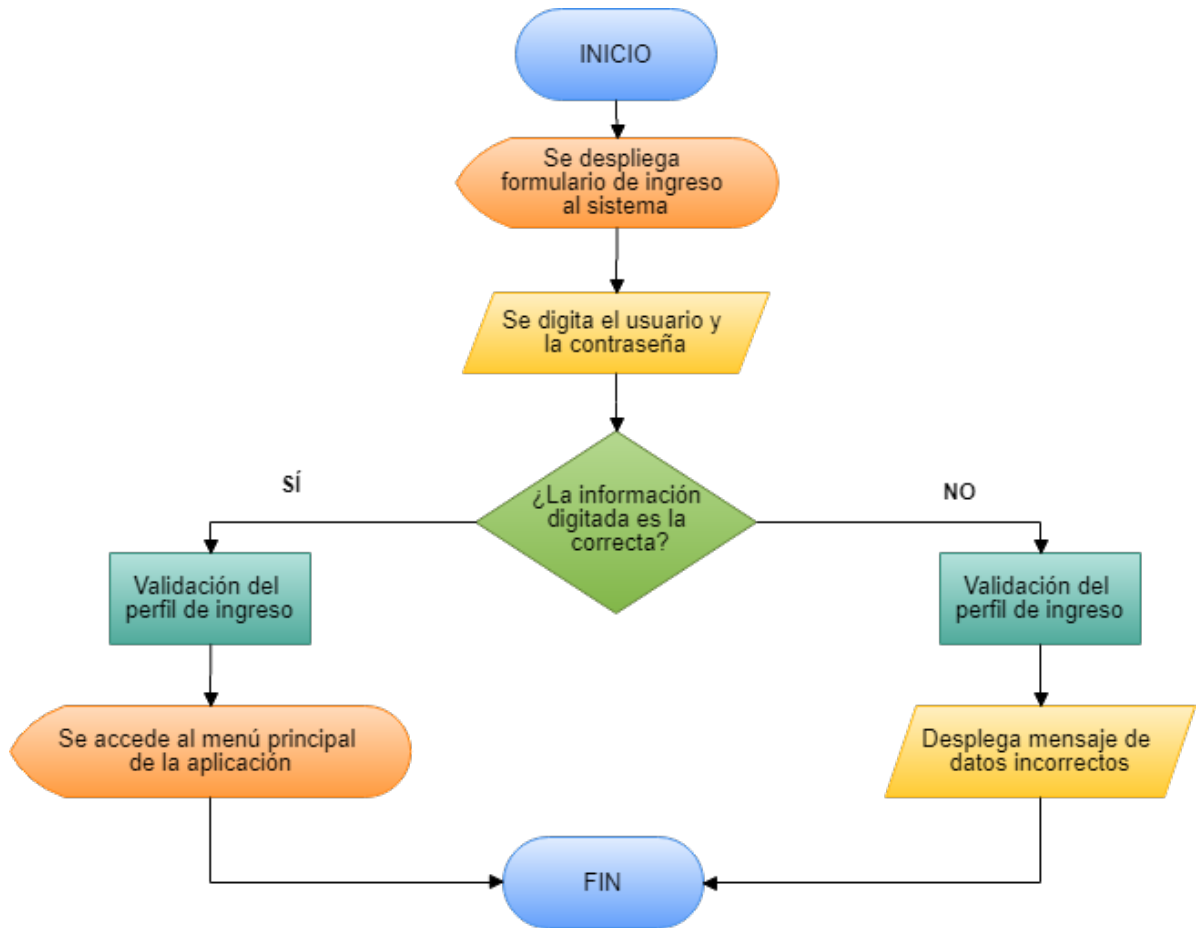 INICIO
Se despliega
formulario de ingreso
al sistema
Se digita el usuario y
la contraseña
¿La información
digitada es la
correcta?
SÍ
NO
Validación del
perfil de ingreso
Validación del
perfil de ingreso
Se accede al menú principal
de la aplicación
Desplega mensaje de
datos incorrectos
FIN